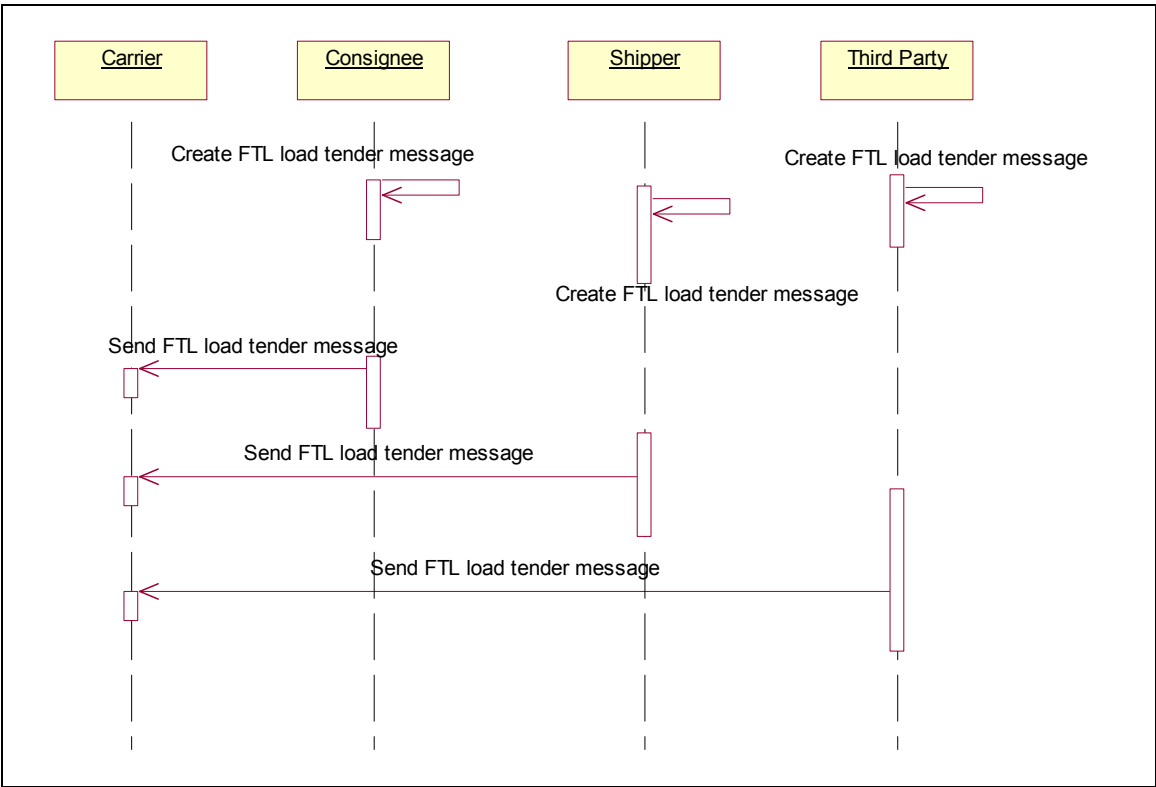 Carrier
Consignee
Shipper
Third Party
Create FTL load tender message
Create FTL load tender message
Create FTL load tender message
Send FTL load tender message
Send FTL load tender message
Send FTL load tender message